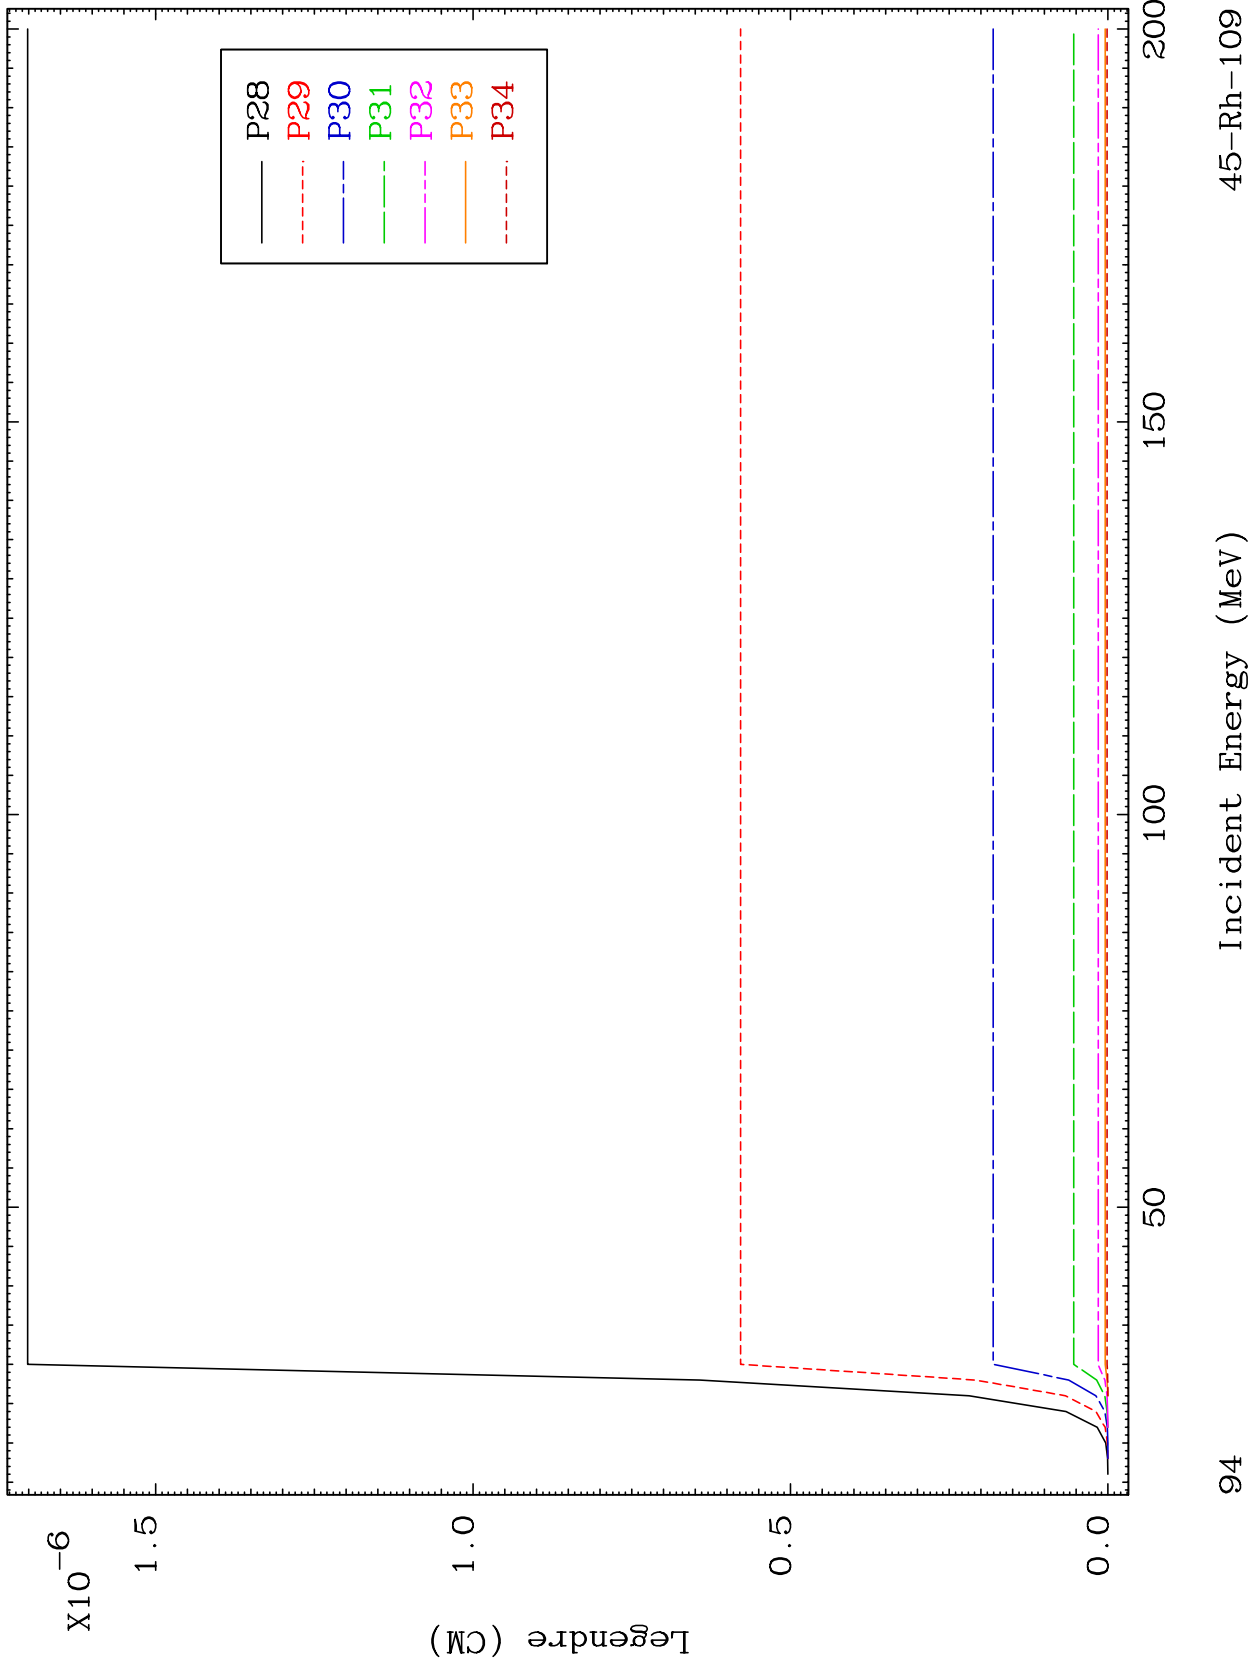 X10-6
1.5
1.0
0.5
0.0
Legendre (CM)
P28
P29
P30
P31
P32
P33
P34
50
100
150
200
Incident Energy (MeV)
94
45-Rh-109